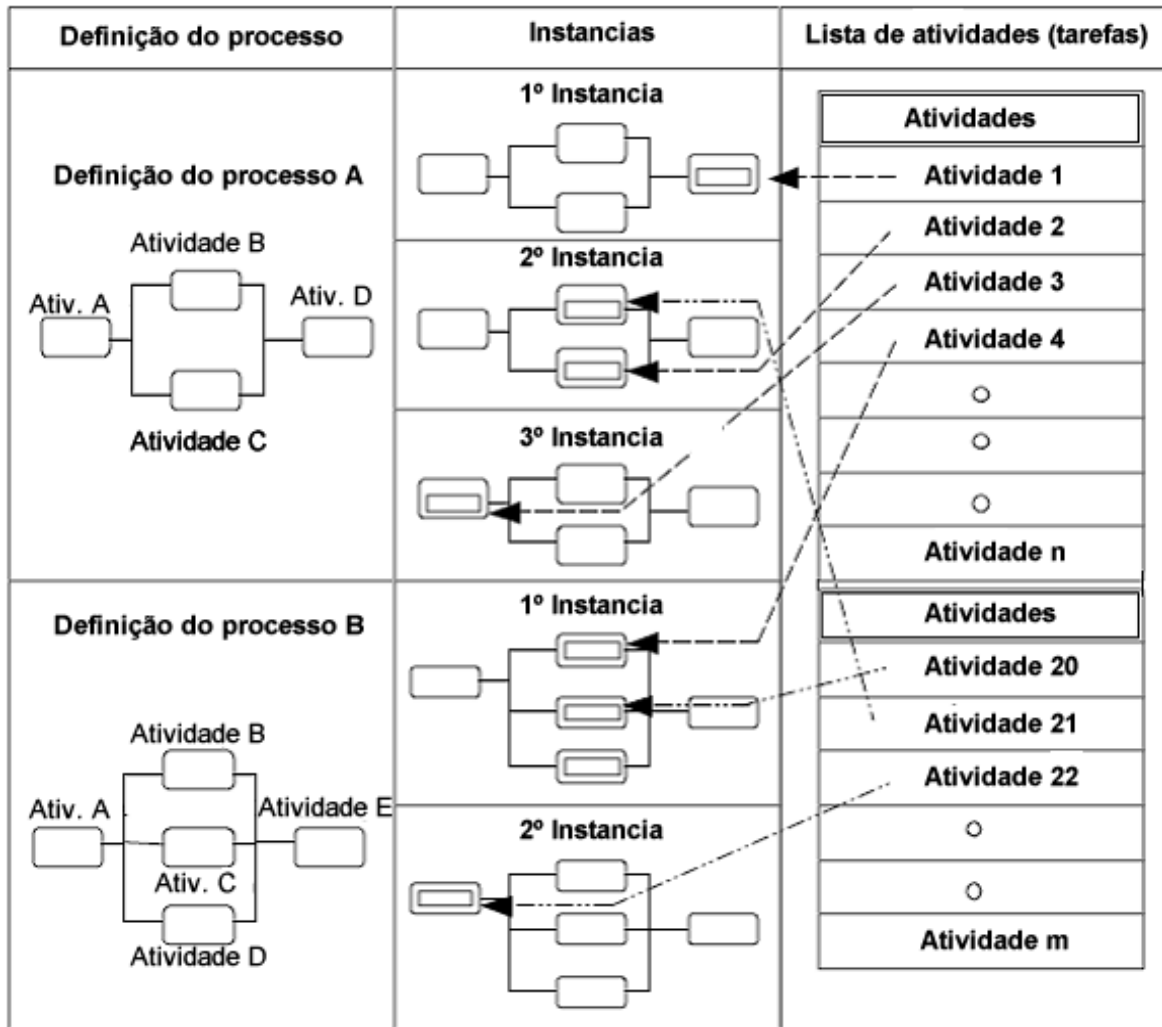 Definição do processo
Instancias
Lista de atividades (tarefas)
Definição do processo A
Atividade B
Ativ. A
Ativ. D
Atividade C
Definição do processo B
Atividade B
Ativ. A
Atividade E
Ativ. C
Atividade D
1º Instancia
2º Instancia
3º Instancia
1º Instancia
2º Instancia
Atividades
Atividade 1
Atividade 2
Atividade 3
Atividade 4
Atividade n
Atividades
Atividade 20
Atividade 21
Atividade 22
Atividade m